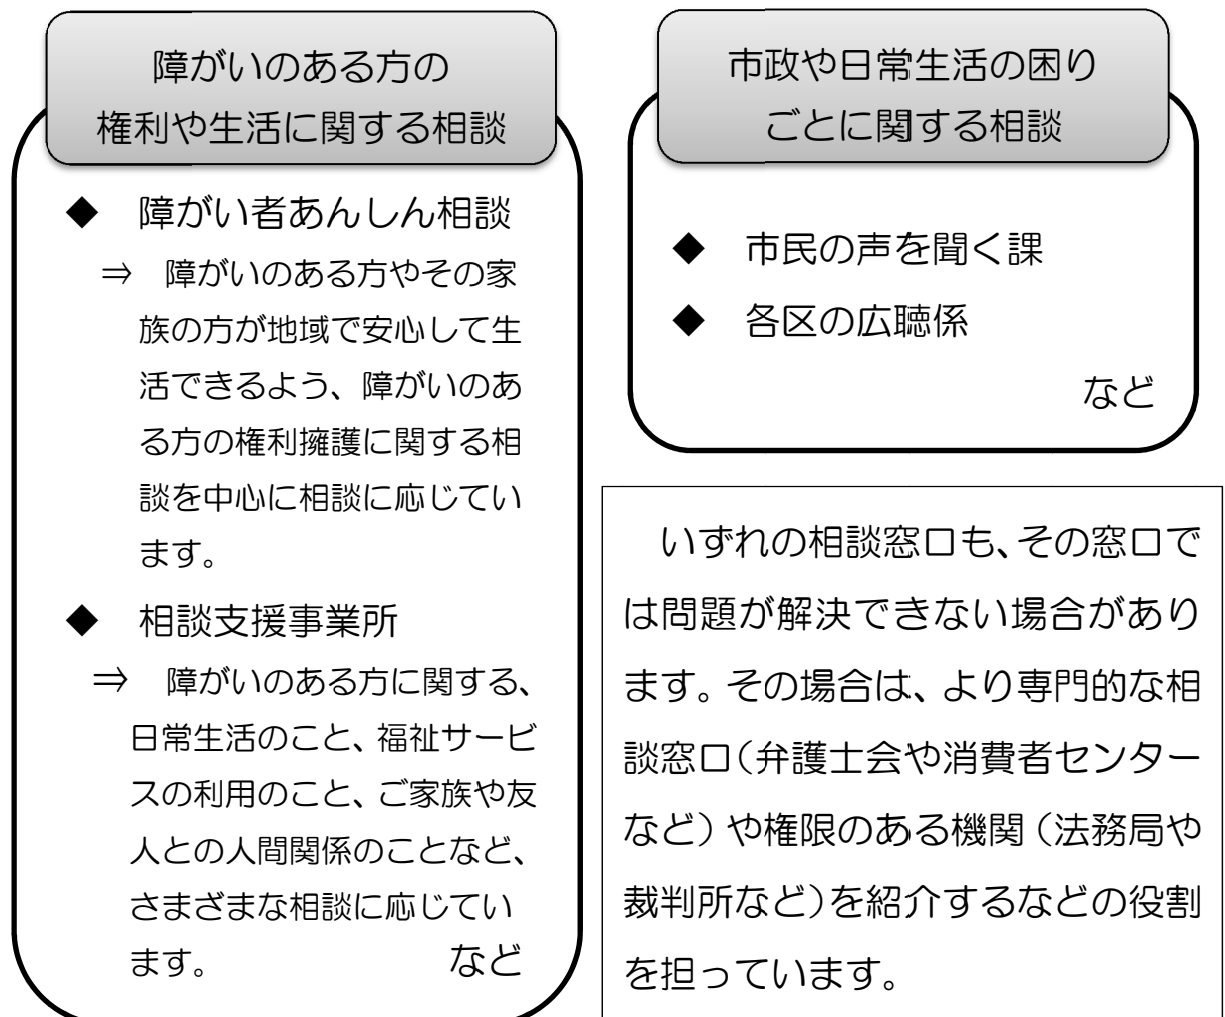 障がいのある方の
権利や生活に関する相談
◆ 障がい者あんしん相談
⇒ 障がいのある方やその家
族の方が地域で安心して生
活できるよう、障がいのあ
る方の権利擁護に関する相
談を中心に相談に応じてい
ます。
◆ 相談支援事業所
⇒ 障がいのある方に関する、
日常生活のこと、福祉サービ
スの利用のこと、ご家族や友
人との人間関係のことなど、
さまざまな相談に応じてい
ます。 など
市政や日常生活の困り
ごとに関する相談
◆ 市民の声を聞く課
◆ 各区の広聴係
など
いずれの相談窓口も、その窓口で
は問題が解決できない場合があり
ます。その場合は、より専門的な相
談窓口(弁護士会や消費者センター
など)や権限のある機関(法務局や
裁判所など)を紹介するなどの役割
を担っています。